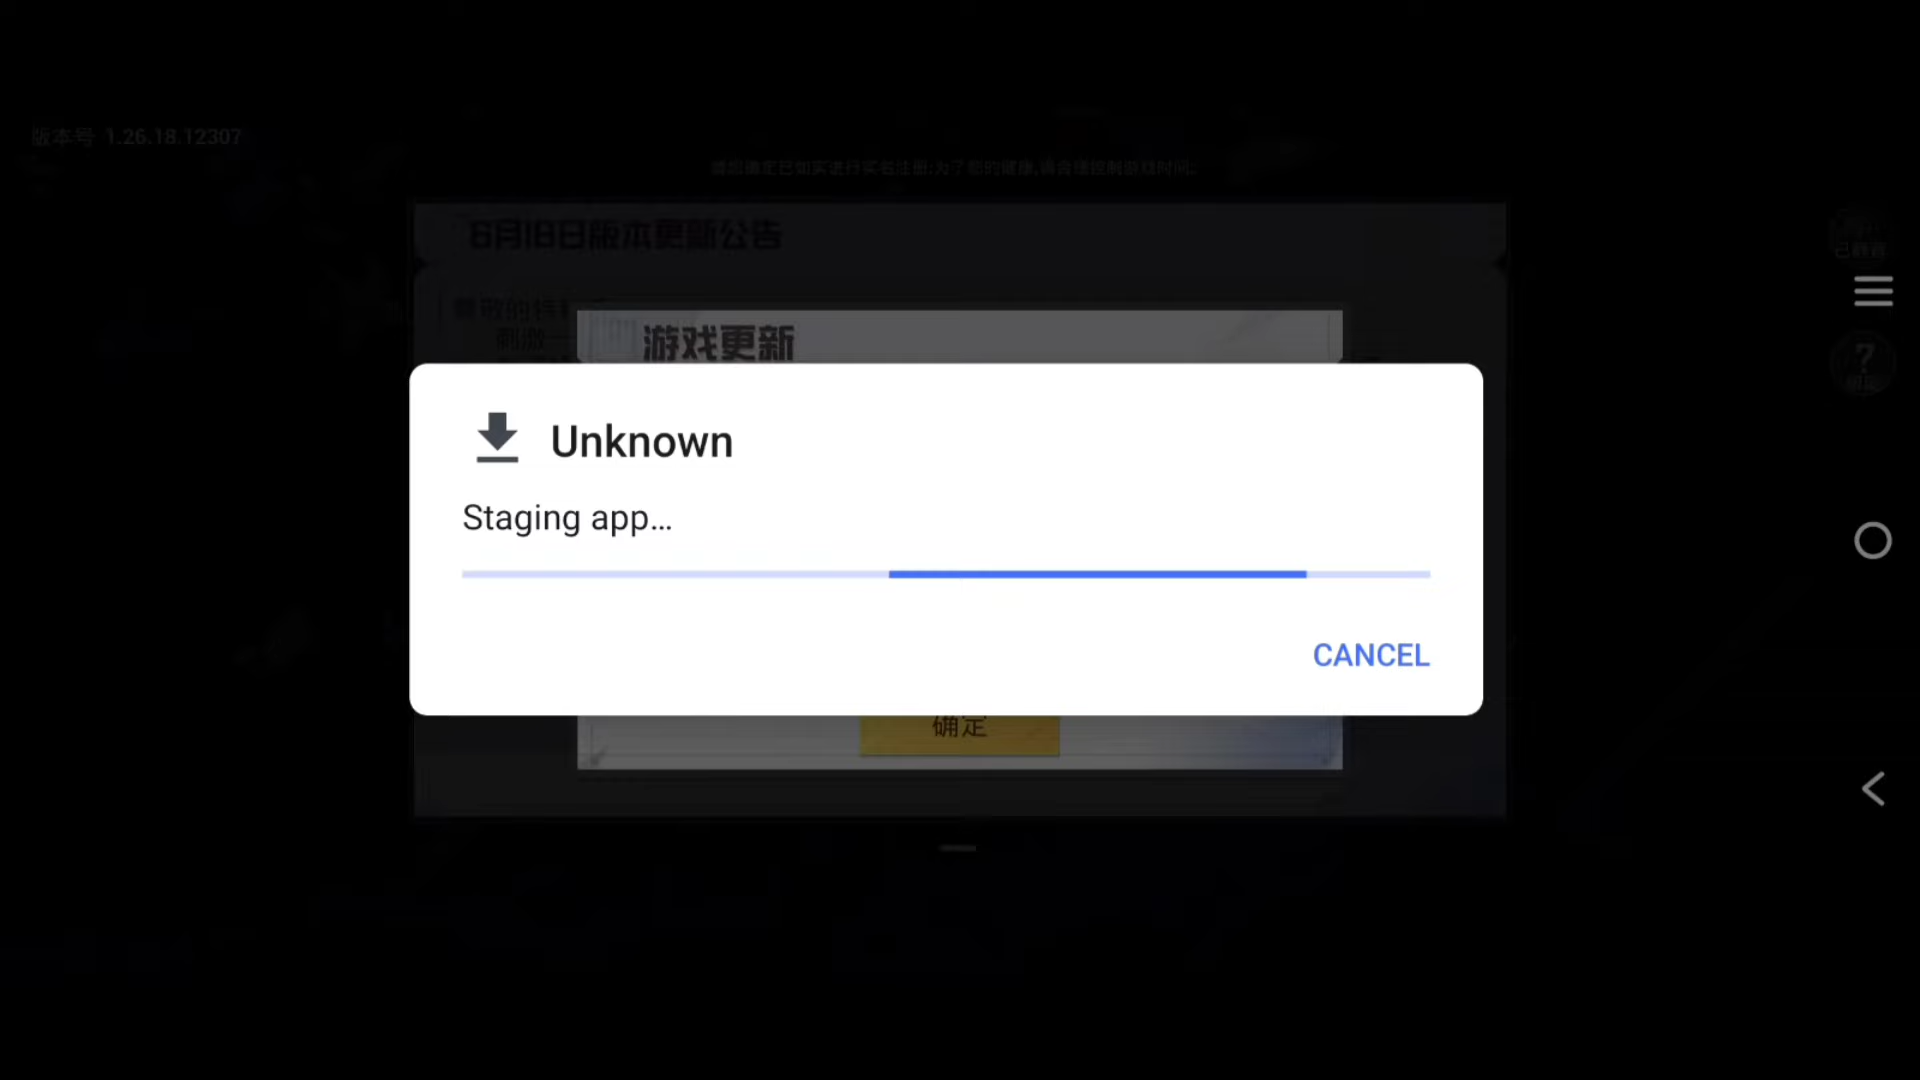 版本号 1.26.18.12307
6月18日版本更新公告
游戏更新
Unknown
Staging app...
CANCEL
确定